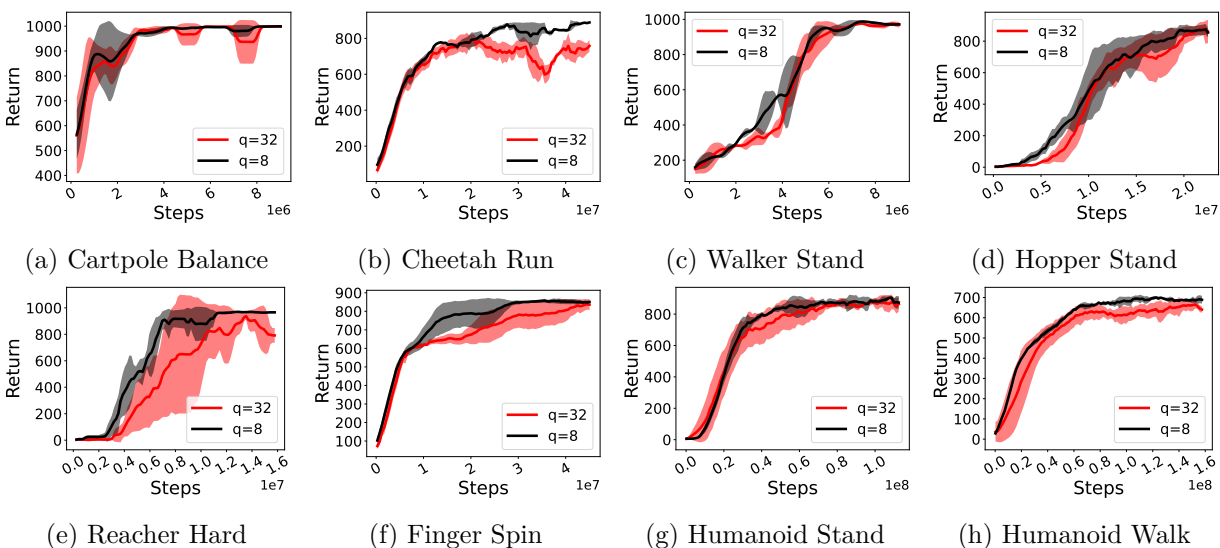 1000
900
800
700
600
500
400
Return
0
2
4
6
8
Steps
1e6
q=32
q=8
(a) Cartpole Balance
800
600
400
200
Return
0
1
2
3
4
Steps
1e7
q=32
q=8
(b) Cheetah Run
1000
800
600
400
200
Return
0
2
4
6
8
Steps
1e6
q=32
q=8
(c) Walker Stand
800
600
400
200
0
Return
0.0
0.5
1.0
1.5
2.0
Steps
1e7
q=32
q=8
(d) Hopper Stand
1000
800
600
400
200
0
Return
0.0
0.2
0.4
0.6
0.8
1.0
1.2
1.4
1.6
Steps
1e7
q=32
q=8
(e) Reacher Hard
900
800
700
600
500
400
300
200
100
Return
0
1
2
3
4
Steps
1e7
q=32
q=8
(f) Finger Spin
800
600
400
200
0
Return
0.0
0.2
0.4
0.6
0.8
1.0
Steps
1e8
q=32
q=8
(g) Humanoid Stand
700
600
500
400
300
200
100
0
Return
0.0
0.2
0.4
0.6
0.8
1.0
1.2
1.4
1.6
Steps
1e8
q=32
q=8
(h) Humanoid Walk